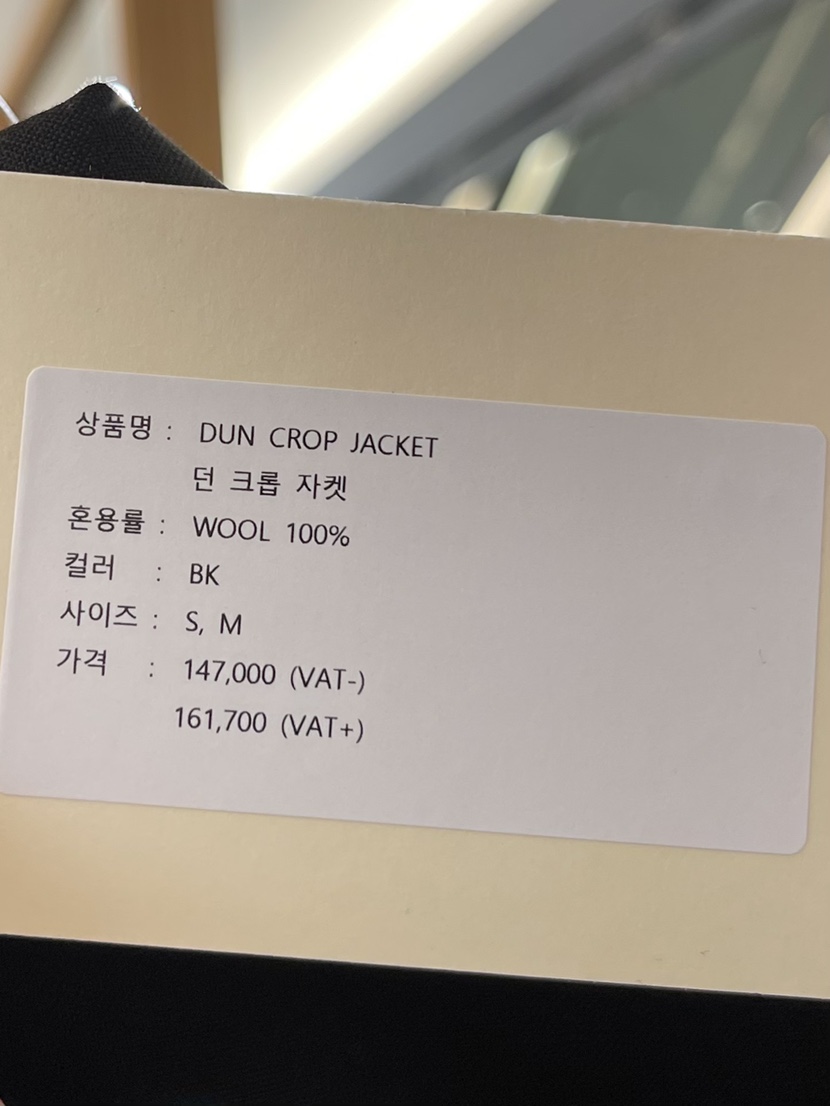 상품명 : DUN CROP JACKET
던 크롭 자켓
혼용률 : WOOL 100%
컬러 : BK
사이즈 : S, M
가격 : 147,000 (VAT-)
161,700 (VAT+)